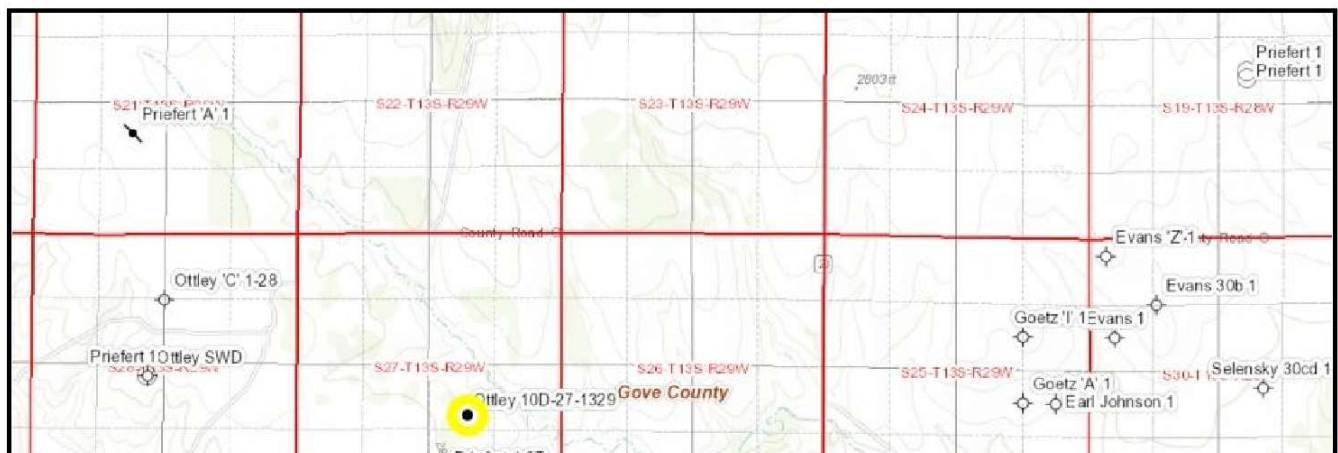 Priefert 1
2803 ft
Priefert 1
S22-T13S-R29W
S23-T13S-R29W
S24-T13S-R29W
S19-T13S-R28W
Priefert 'A' 1
County Road
Evans 'Z' 1
Ottley 'C' 1-28
Evans 30b 1
Goetz 'I' 1
Evans 1
Priefert 1
Ottley SWD
S27-T13S-R29W
S26-T13S-R29W
S25-T13S-R29W
Selensky 30cd 1
Gove County
Goetz 'A' 1
Ottley 10D-27-1329
Earl Johnson 1